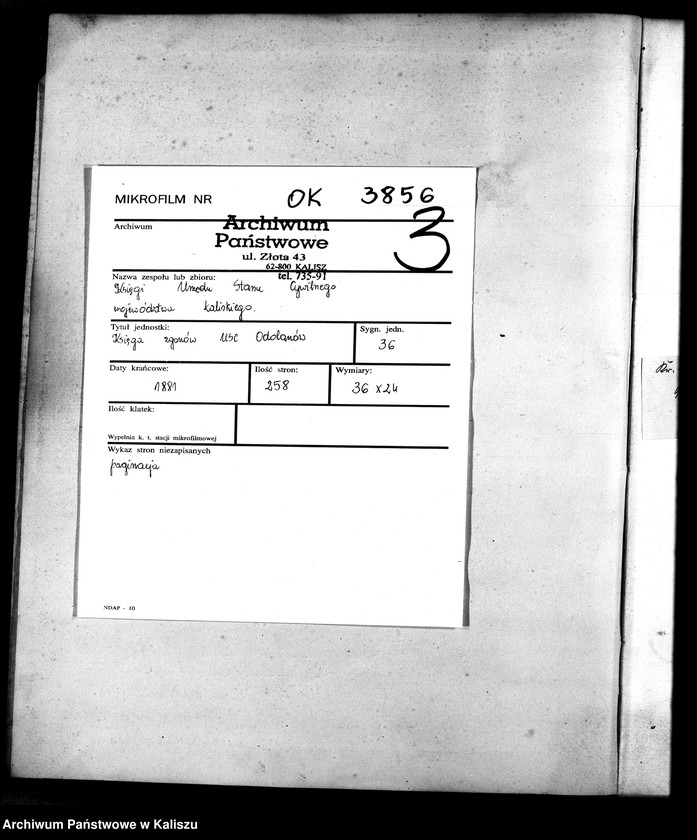 MIKROFILM NR OK 3856
3
Archiwum
Archiwum
Państwowe
ul. Złota 43
62-800 KALISZ
tel. 735-91
Nazwa zespołu lub zbioru:
Księgi Urzędu Stanu Cywilnego
województwa kaliskiego.
Tytuł jednostki:
Księga zgonów USC Odolanów
Sygn. jedn.
36
Daty krańcowe:
1881
Ilość stron:
258
Wymiary:
36 x 24
Ilość klatek:
Wypełnia k. t. stacji mikrofilmowej
Wykaz stron niezapisanych
paginacja
NDAP - 10
Archiwum Państwowe w Kaliszu